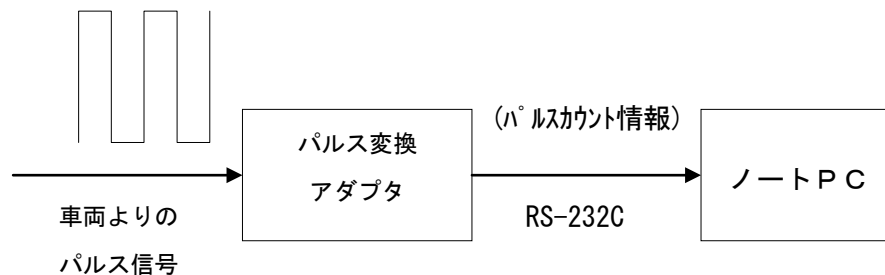 パルス変換
アダプタ
(ﾊﾟﾙｽｶｳﾝﾄ情報)
RS-232C
ノートＰＣ
車両よりの
パルス信号